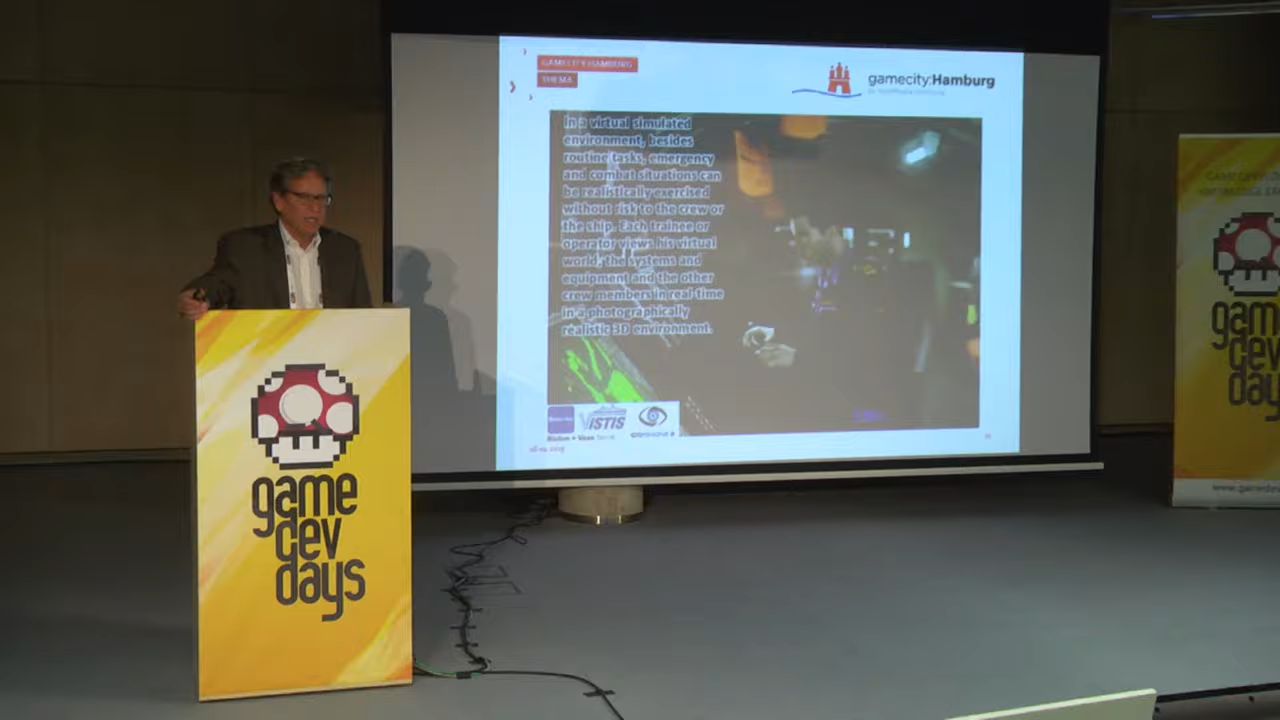 GAMECITY HAMBURG
THEMA
gamecity:Hamburg
In a virtual simulated
environment, besides
routine tasks, emergency
and combat situations can
be realistically exercised
without risk to the crew or
the ship. Each trainee or
operator views his virtual
world, the systems and
equipment and the other
crew members in real-time
in a photographically
realistic 3D environment.
VISTIS
game
dev
days
game
dev
days